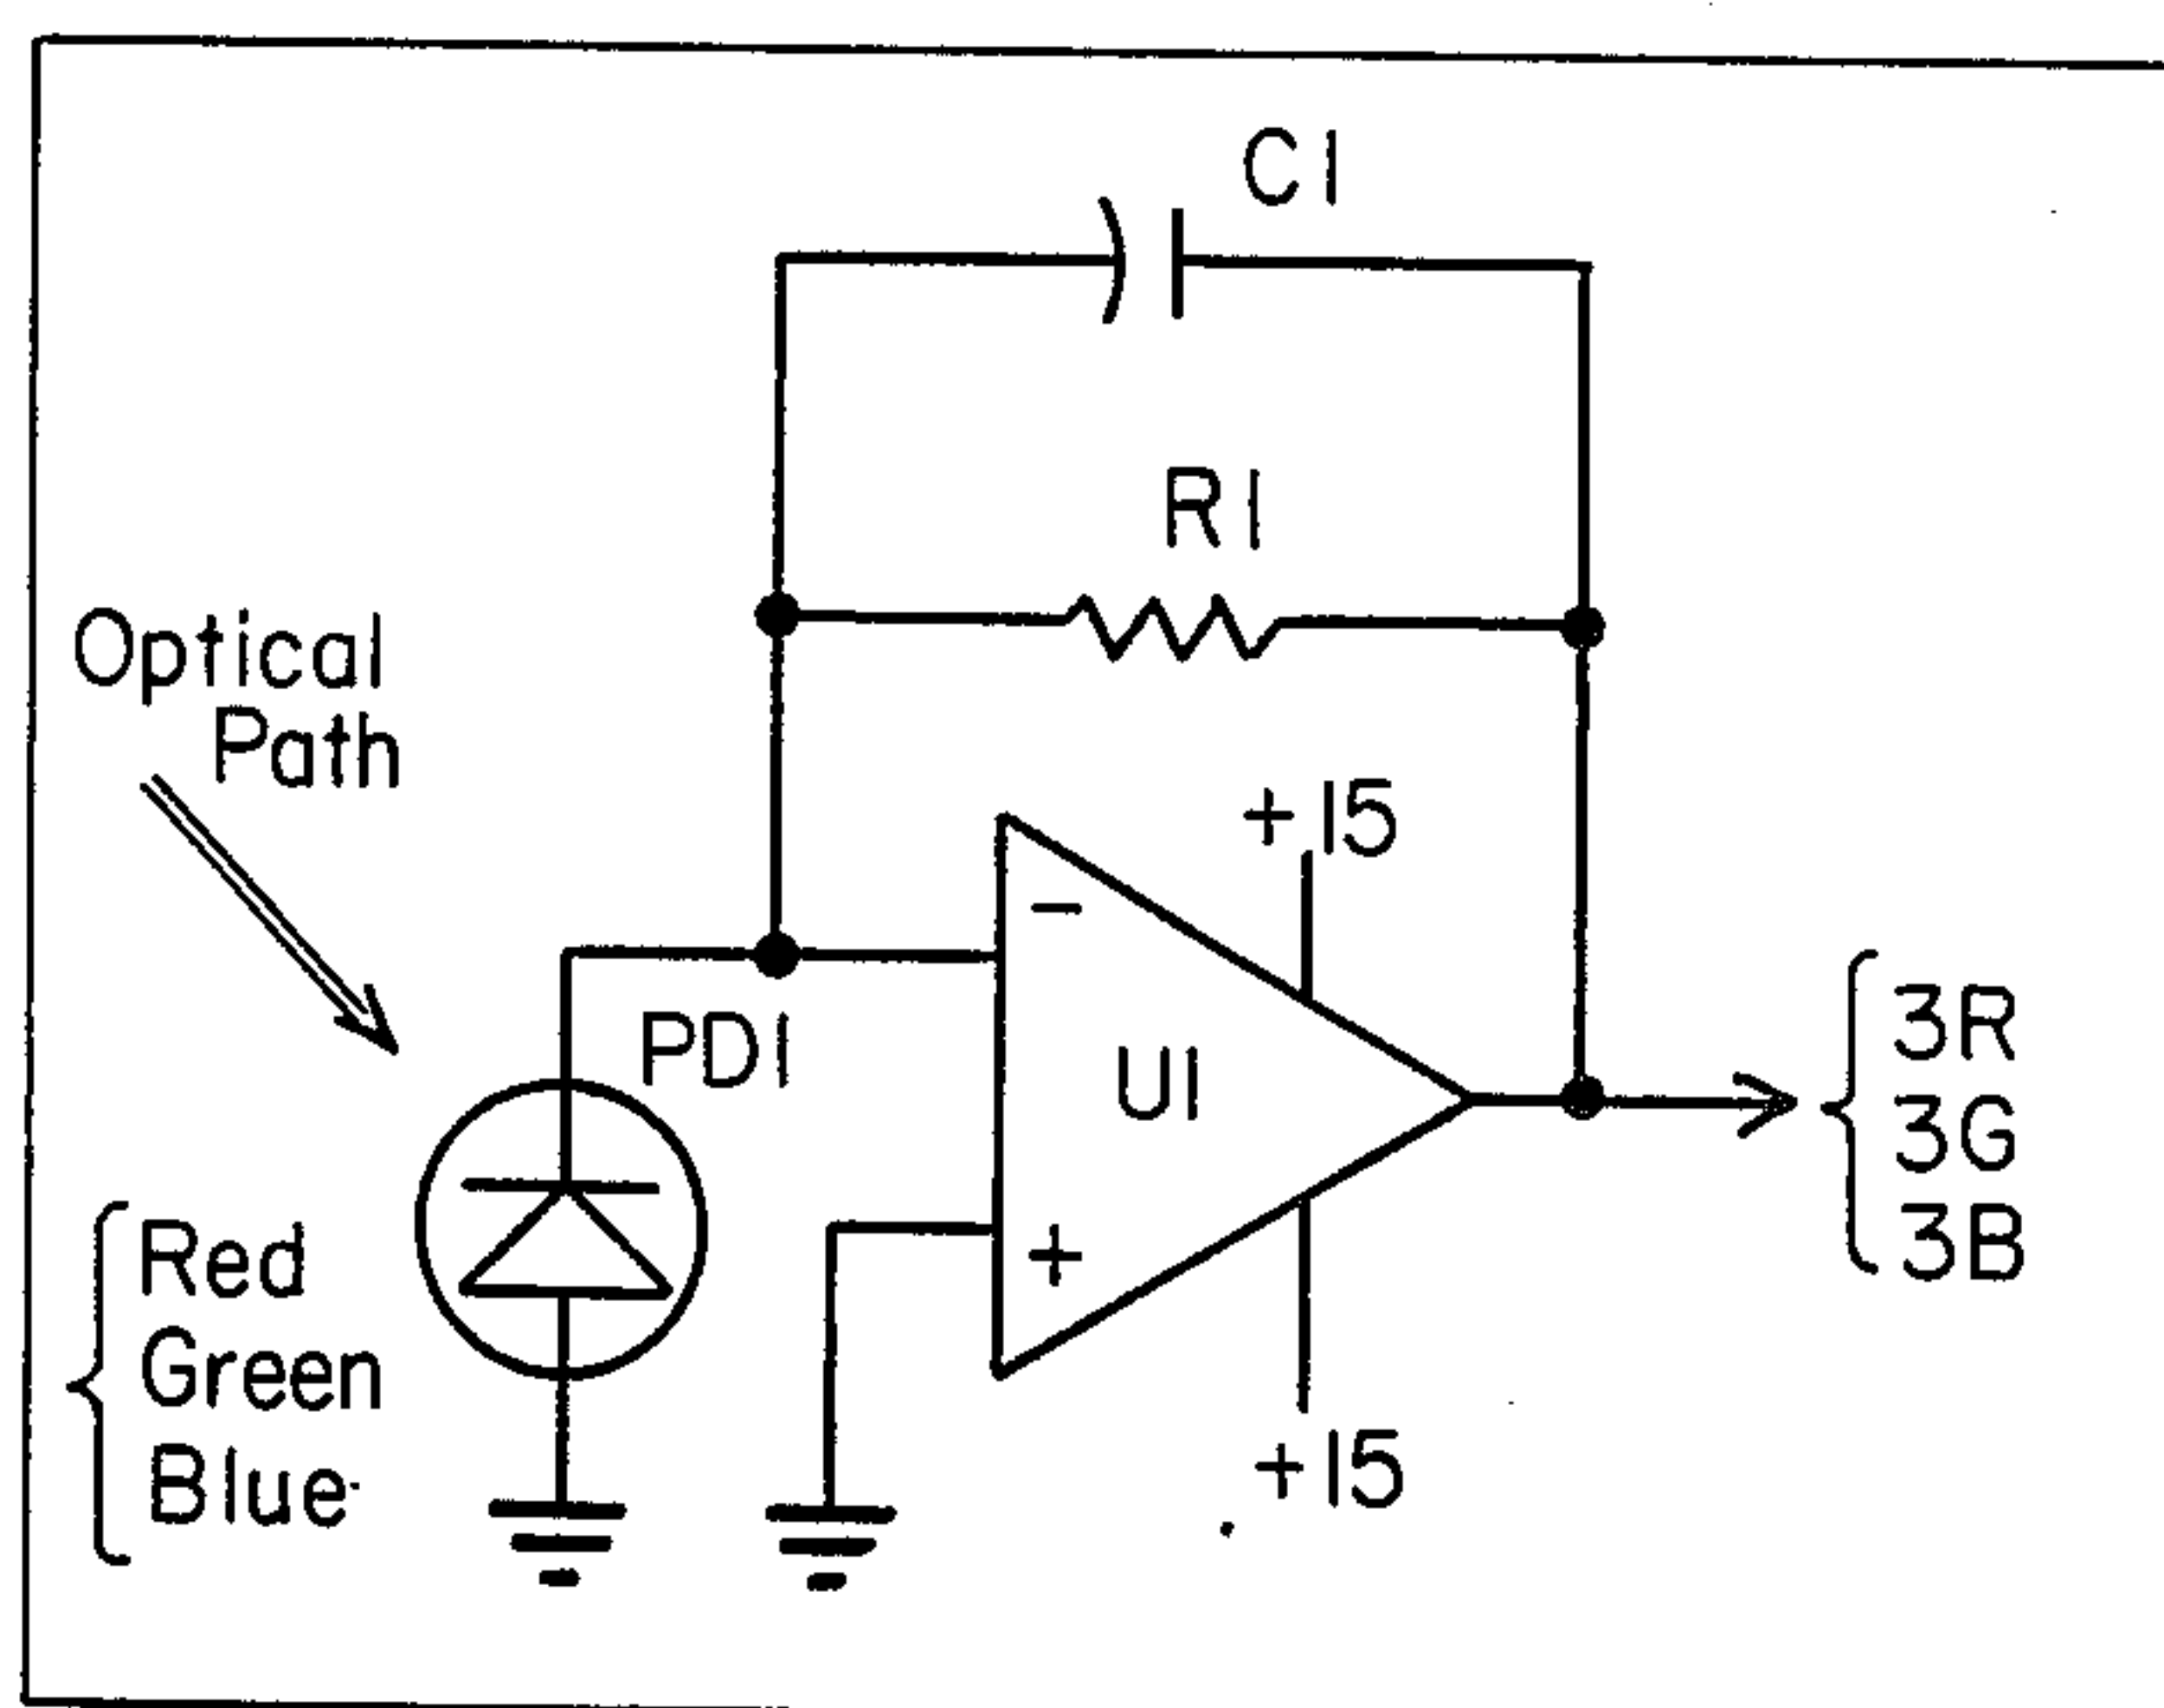 C1
R1
Optical
Path
+15
-
PD1
U1
3R
3G
3B
+
Red
Green
Blue
+15